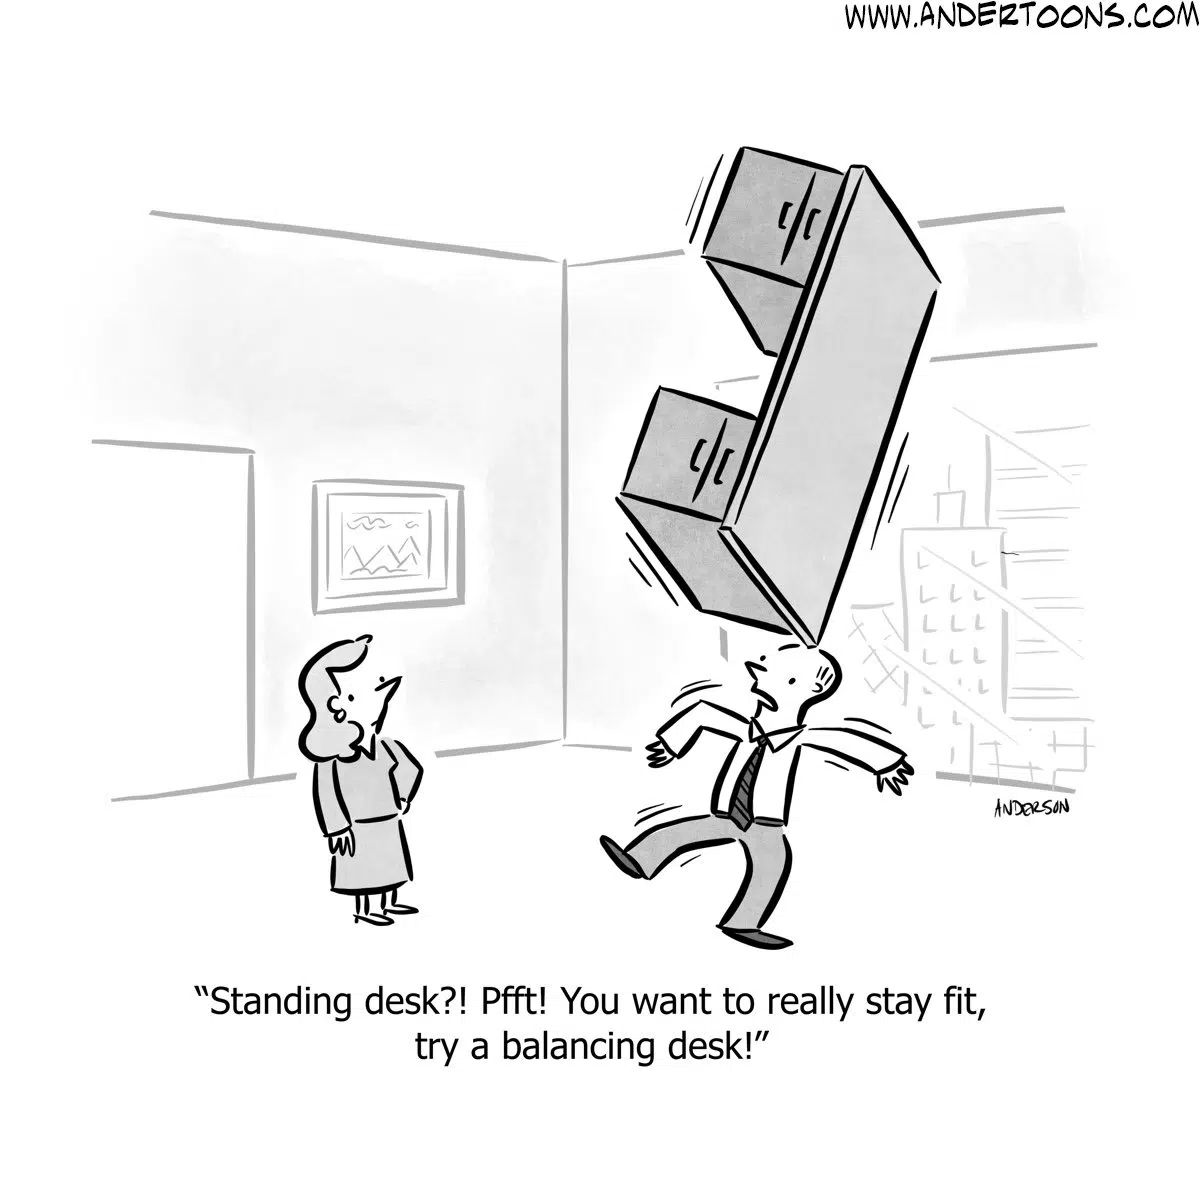 WWW.ANDERTOONS.COM
ANDERSON
“Standing desk?! Pfft! You want to really stay fit,
try a balancing desk!”